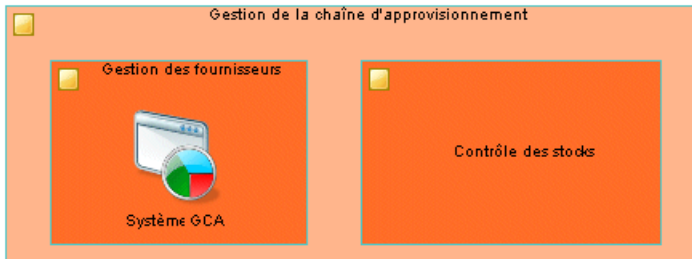 Gestion de la chaîne d'approvisionnement
Gestion des fournisseurs
Contrôle des stocks
Système GCA